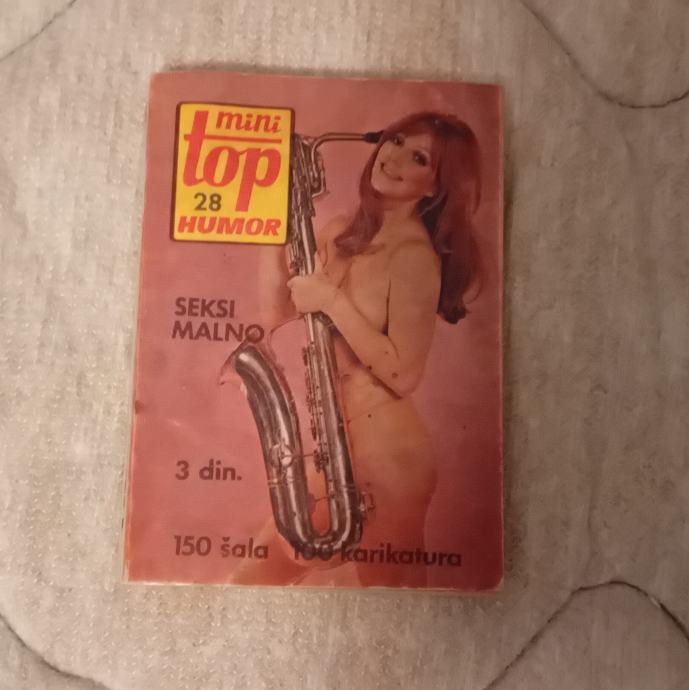 mini
top
28
HUMOR
SEKSI
MALNO
3 din.
150 šala 100 karikatura